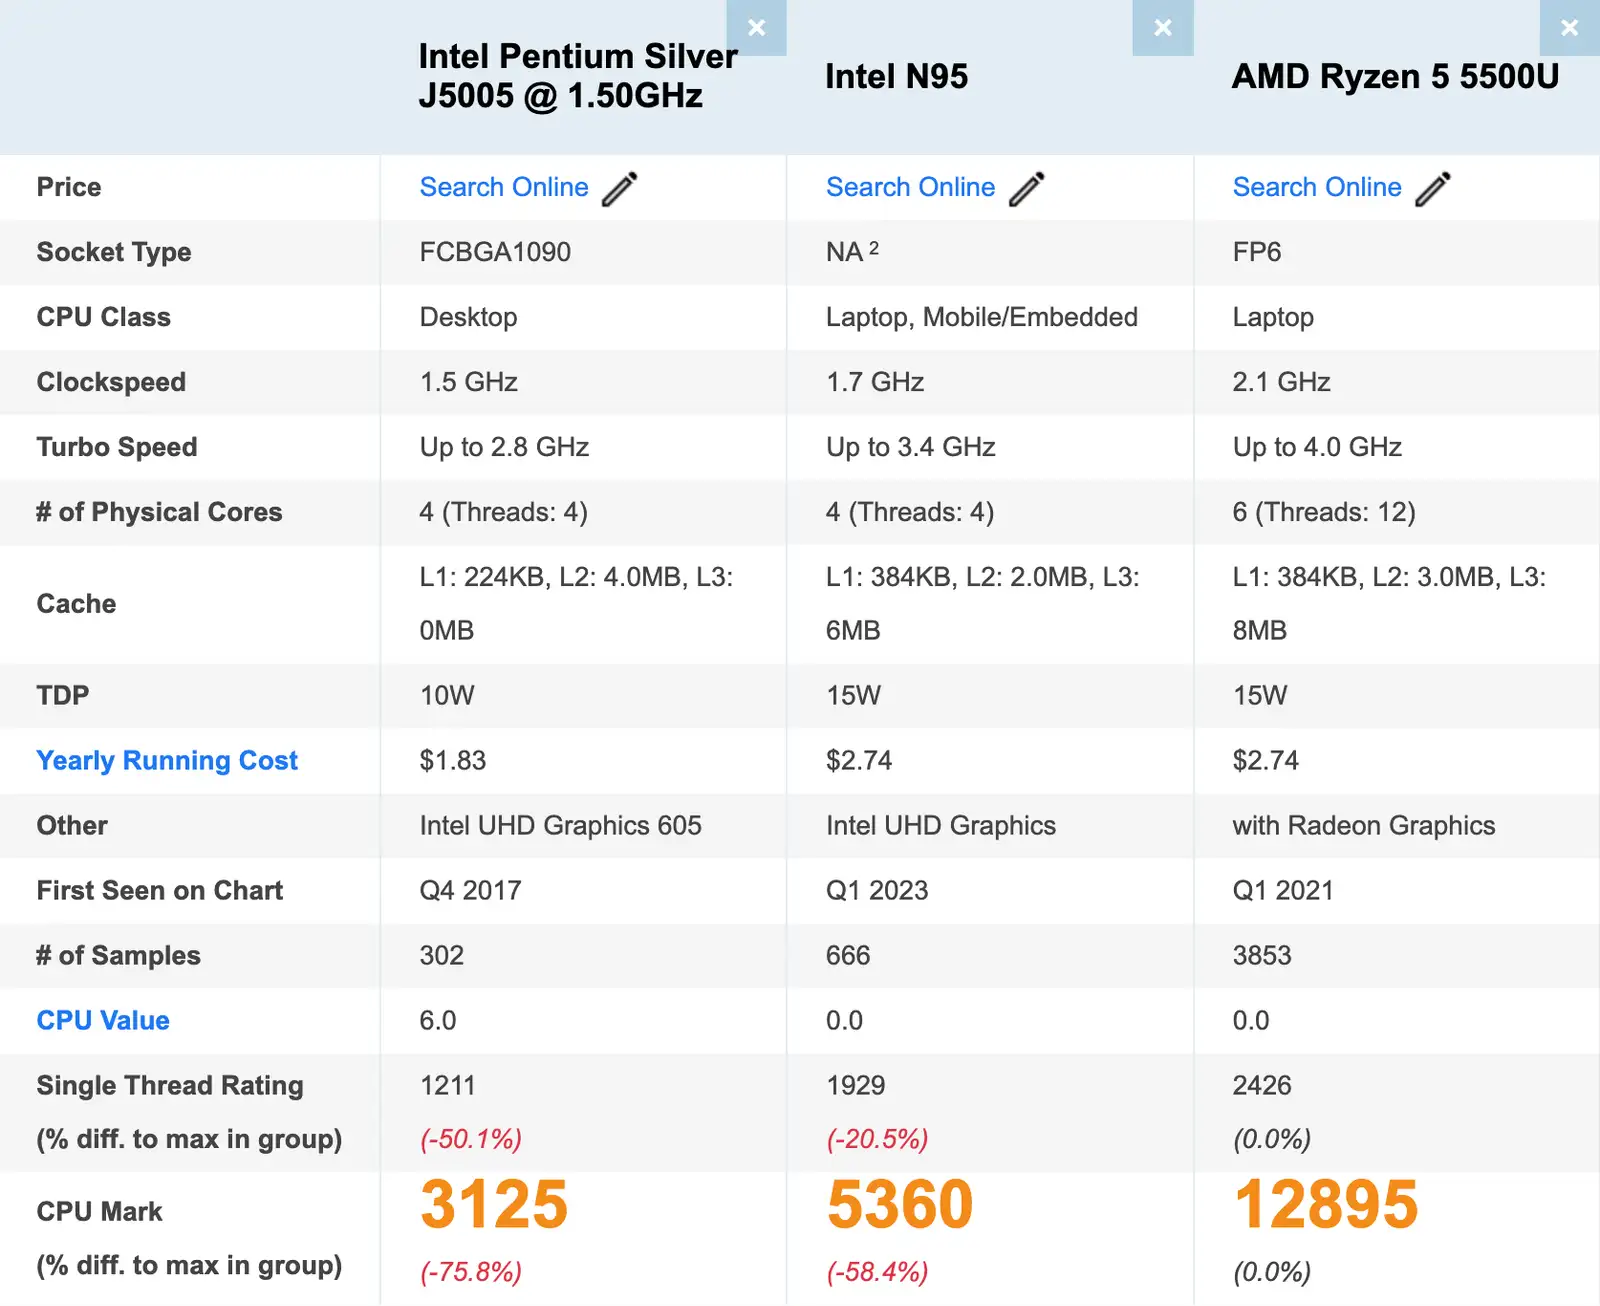 Intel Pentium Silver
J5005 @ 1.50GHz
Intel N95
AMD Ryzen 5 5500U
Price
Search Online
Search Online
Search Online
Socket Type
FCBGA1090
NA ²
FP6
CPU Class
Desktop
Laptop, Mobile/Embedded
Laptop
Clockspeed
1.5 GHz
1.7 GHz
2.1 GHz
Turbo Speed
Up to 2.8 GHz
Up to 3.4 GHz
Up to 4.0 GHz
# of Physical Cores
4 (Threads: 4)
4 (Threads: 4)
6 (Threads: 12)
Cache
L1: 224KB, L2: 4.0MB, L3:
0MB
L1: 384KB, L2: 2.0MB, L3:
6MB
L1: 384KB, L2: 3.0MB, L3:
8MB
TDP
10W
15W
15W
Yearly Running Cost
$1.83
$2.74
$2.74
Other
Intel UHD Graphics 605
Intel UHD Graphics
with Radeon Graphics
First Seen on Chart
Q4 2017
Q1 2023
Q1 2021
# of Samples
302
666
3853
CPU Value
6.0
0.0
0.0
Single Thread Rating
(% diff. to max in group)
1211
(-50.1%)
1929
(-20.5%)
2426
(0.0%)
CPU Mark
(% diff. to max in group)
3125
(-75.8%)
5360
(-58.4%)
12895
(0.0%)